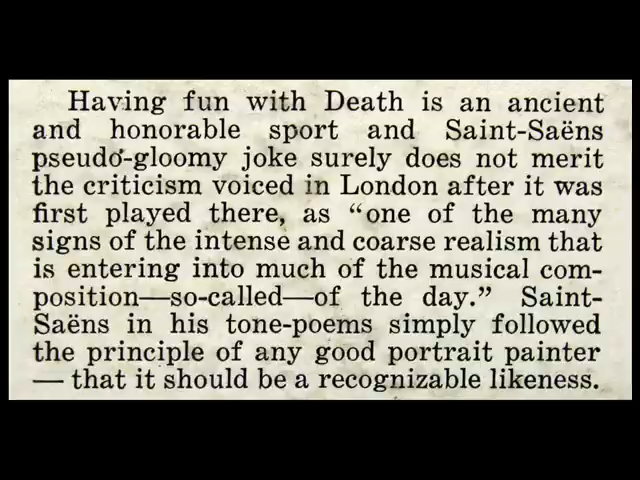 Having fun with Death is an ancient
and honorable sport and Saint-Saëns
pseudo-gloomy joke surely does not merit
the criticism voiced in London after it was
first played there, as “one of the many
signs of the intense and coarse realism that
is entering into much of the musical com-
position—so-called—of the day.” Saint-
Saëns in his tone-poems simply followed
the principle of any good portrait painter
— that it should be a recognizable likeness.